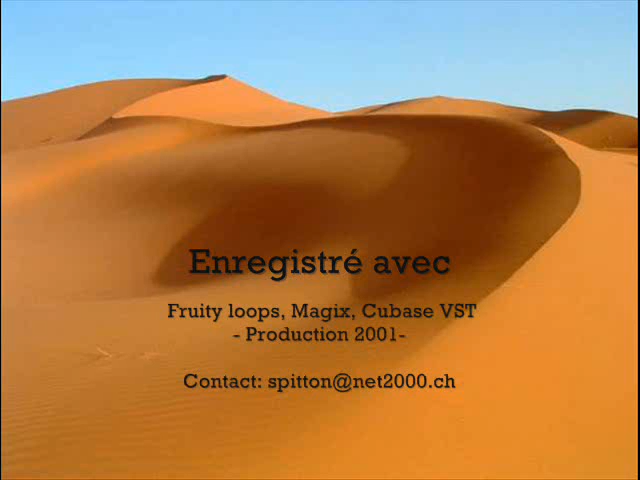 Enregistré avec
Fruity loops, Magix, Cubase VST
- Production 2001-
Contact: spitton@net2000.ch